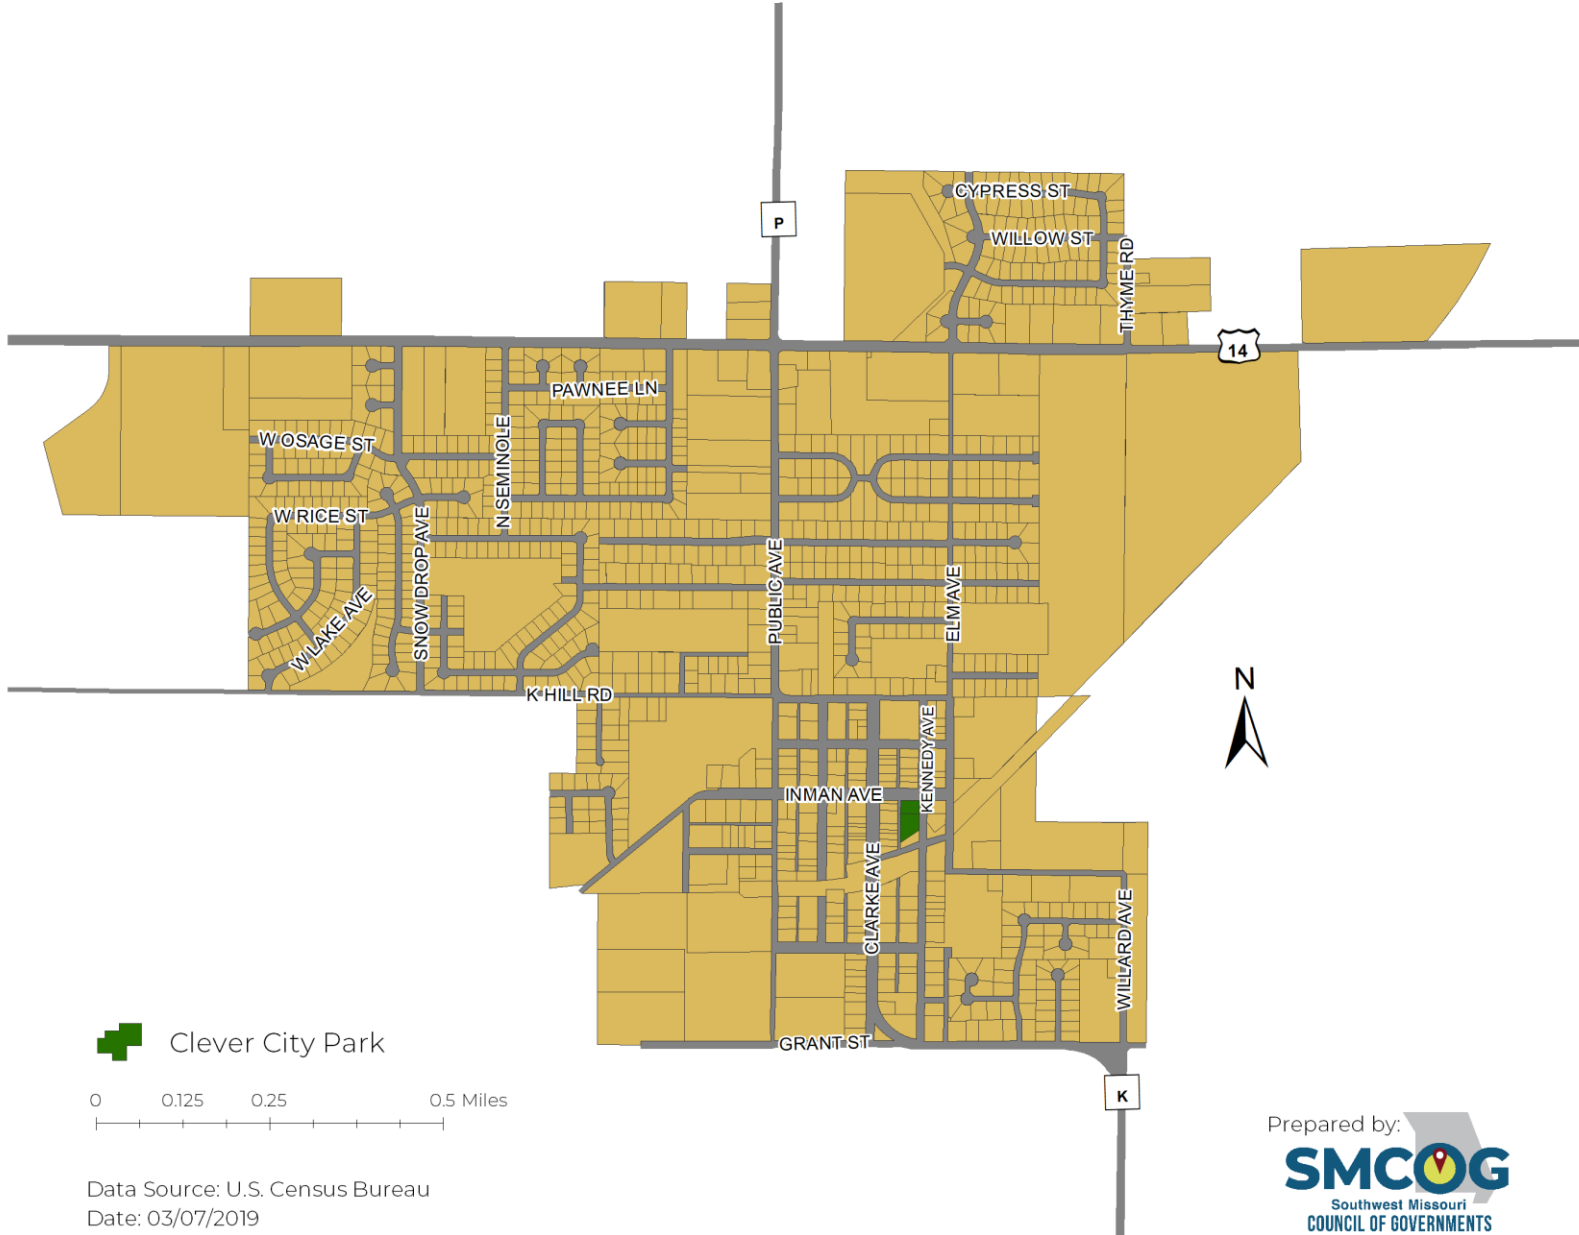 CYPRESS ST
P
WILLOW ST
THYME RD
14
PAWNEE LN
W OSAGE ST
N SEMINOLE
W RICE ST
SNOW DROP AVE
PUBLIC AVE
ELM AVE
W LAKE AVE
K HILL RD
N
KENNEDY AVE
INMAN AVE
CLARKE AVE
WILLARD AVE
GRANT ST
K
Clever City Park
0 0.125 0.25 0.5 Miles
Data Source: U.S. Census Bureau
Date: 03/07/2019
Prepared by:
SMCOG
Southwest Missouri
COUNCIL OF GOVERNMENTS